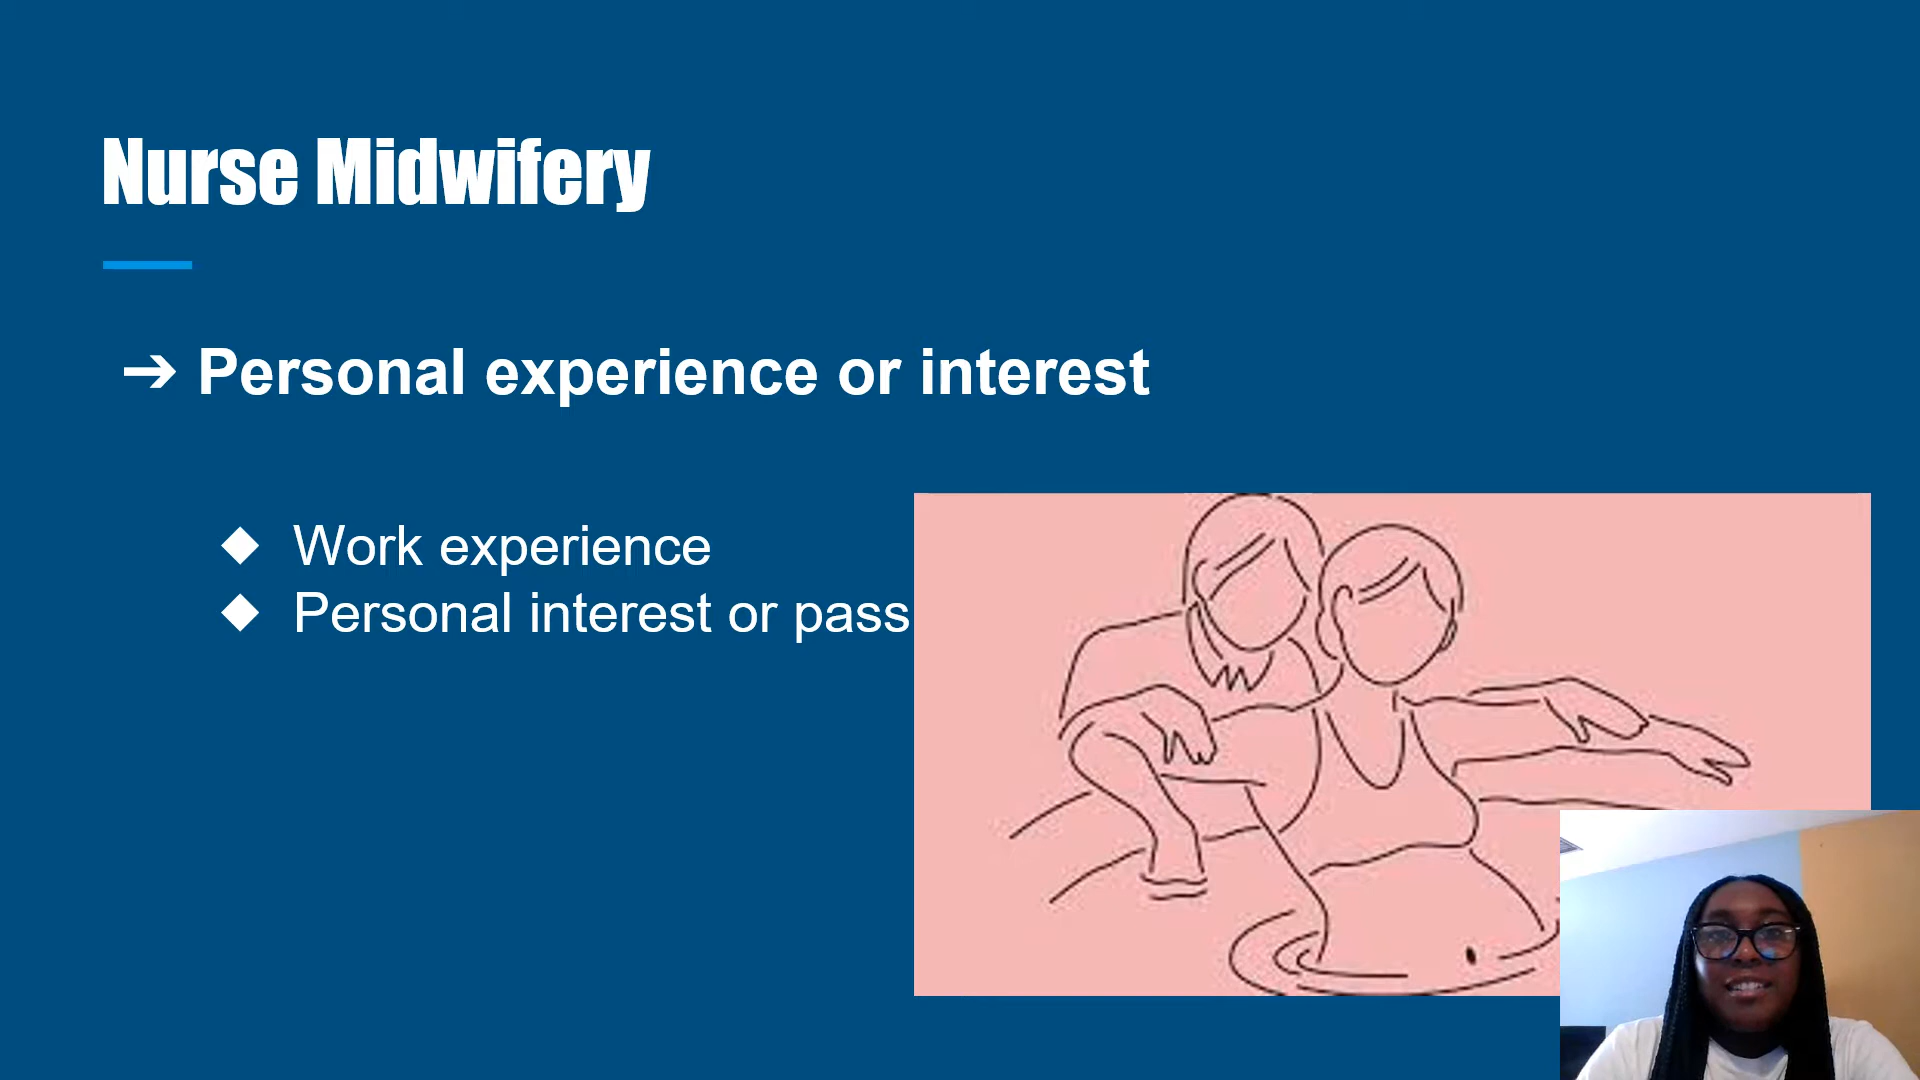 Nurse Midwifery
➔ Personal experience or interest
◆ Work experience
◆ Personal interest or pass